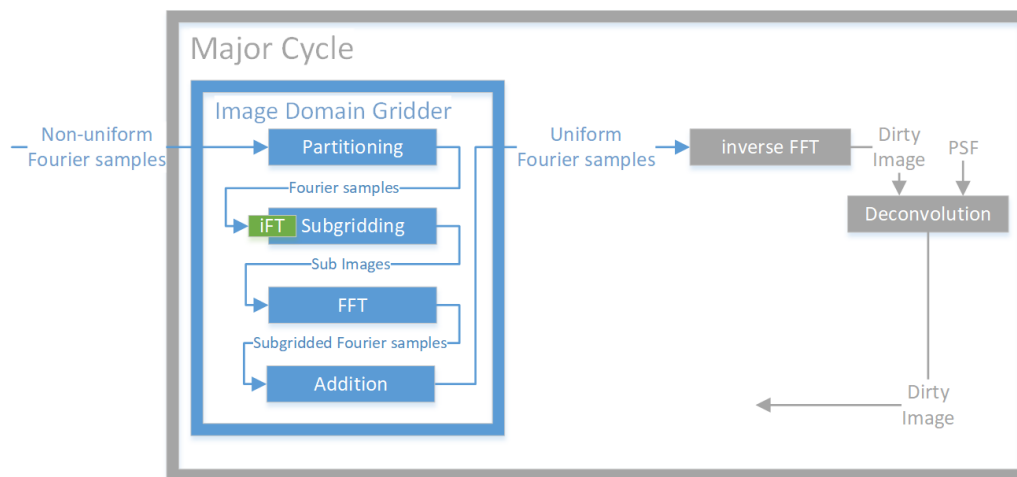 Major Cycle
Image Domain Gridder
Non-uniform
Fourier samples
Partitioning
Fourier samples
iFT
Subgridding
Sub Images
FFT
Subgridded Fourier samples
Addition
Uniform
Fourier samples
inverse FFT
Dirty
Image
PSF
Deconvolution
Dirty
Image